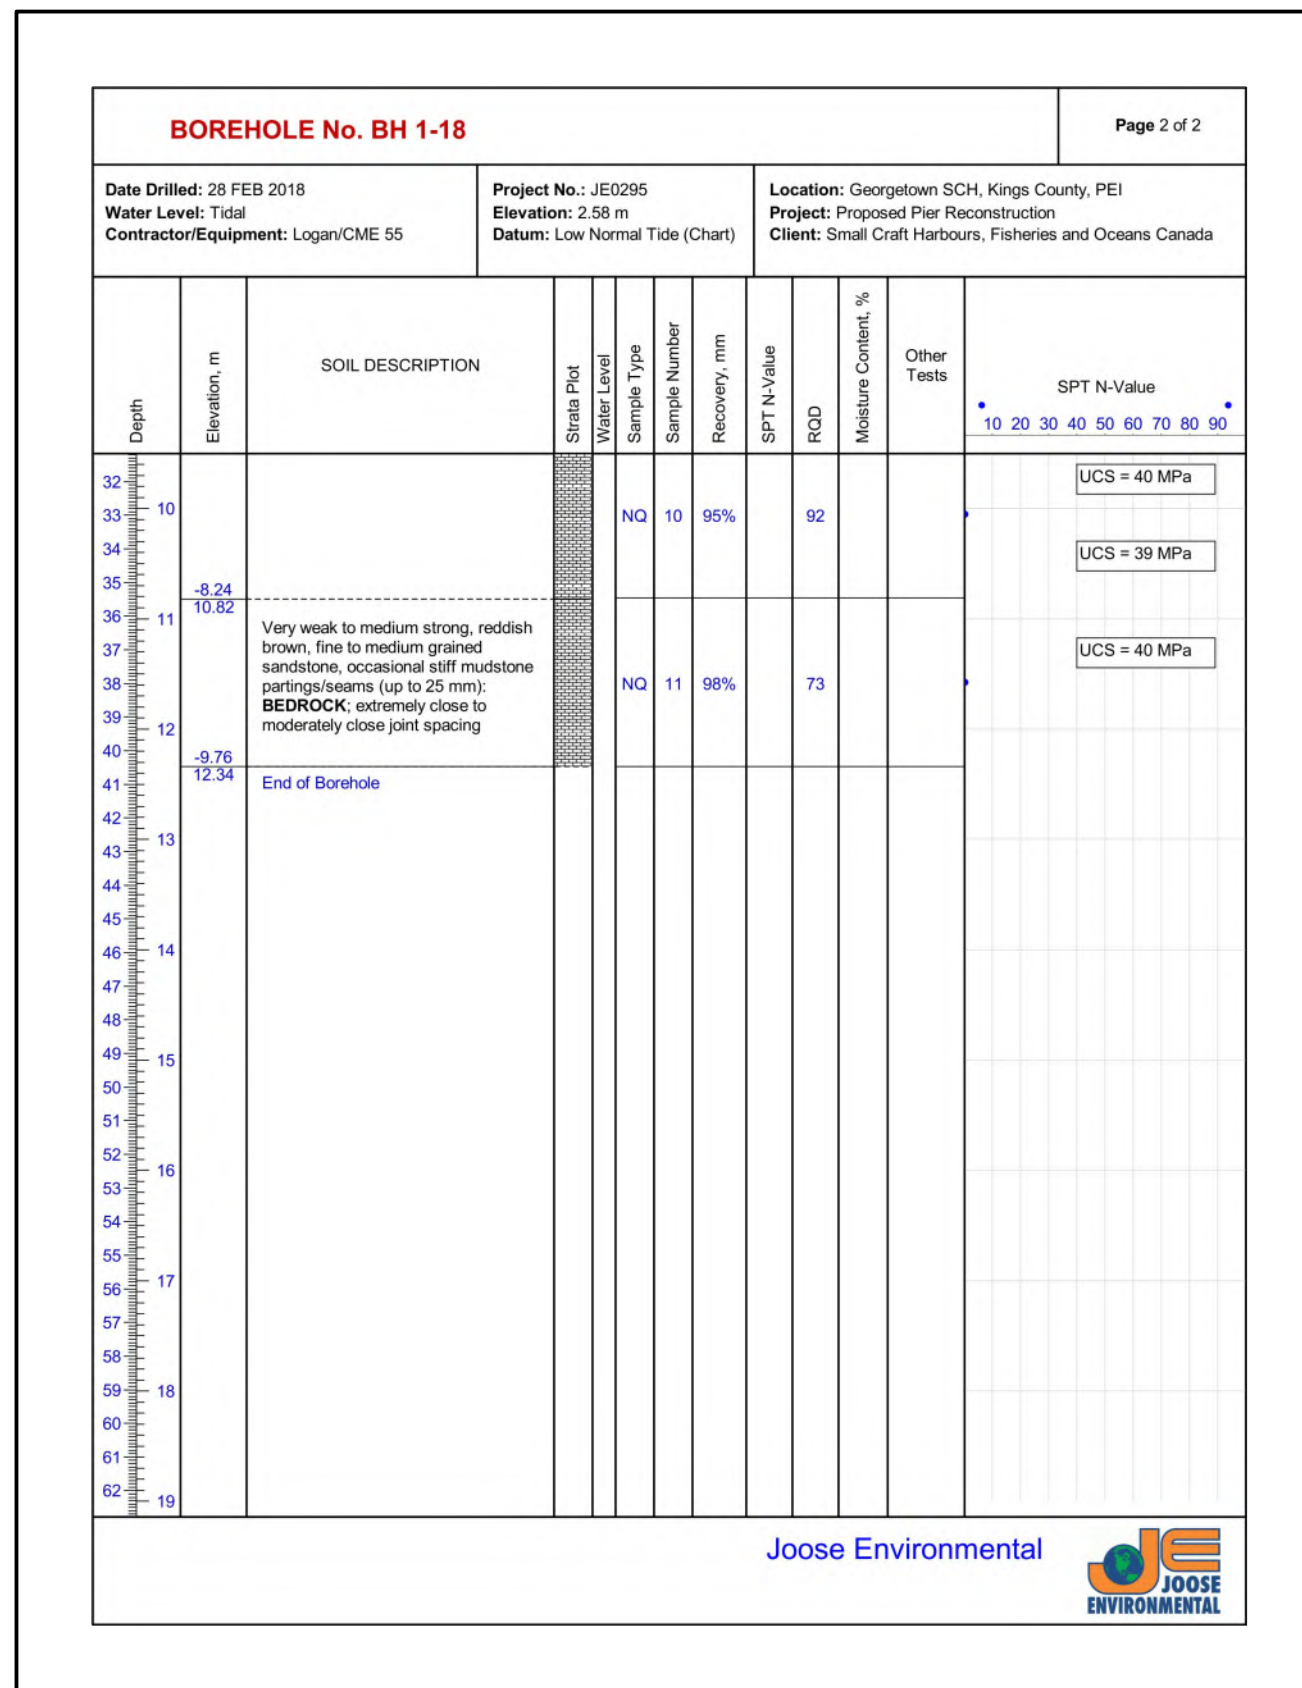 BOREHOLE No. BH 1-18
Page 2 of 2
Date Drilled: 28 FEB 2018
Water Level: Tidal
Contractor/Equipment: Logan/CME 55
Project No.: JE0295
Elevation: 2.58 m
Datum: Low Normal Tide (Chart)
Location: Georgetown SCH, Kings County, PEI
Project: Proposed Pier Reconstruction
Client: Small Craft Harbours, Fisheries and Oceans Canada
Depth
Elevation, m
SOIL DESCRIPTION
Strata Plot
Water Level
Sample Type
Sample Number
Recovery, mm
SPT N-Value
RQD
Moisture Content, %
Other
Tests
SPT N-Value
10 20 30 40 50 60 70 80 90
32
UCS = 40 MPa
33 10 NQ 10 95% 92
34
UCS = 39 MPa
35
-8.24
10.82
36 11
Very weak to medium strong, reddish
brown, fine to medium grained
sandstone, occasional stiff mudstone
partings/seams (up to 25 mm):
BEDROCK; extremely close to
moderately close joint spacing
37
UCS = 40 MPa
38 NQ 11 98% 73
39
12
40
-9.76
12.34
End of Borehole
41
42
13
43
44
45
46 14
47
48
49
15
50
51
52
16
53
54
55
17
56
57
58
59 18
60
61
62
19
Joose Environmental
JE
JOOSE
ENVIRONMENTAL